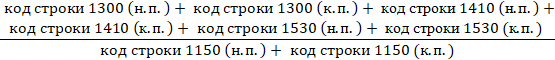 код строки 1300 (н.п.) + код строки 1300 (к.п.) + код строки 1410 (н.п.) +
код строки 1410 (к.п.) + код строки 1530 (н.п.) + код строки 1530 (к.п.)
код строки 1150 (н.п.) + код строки 1150 (к.п.)